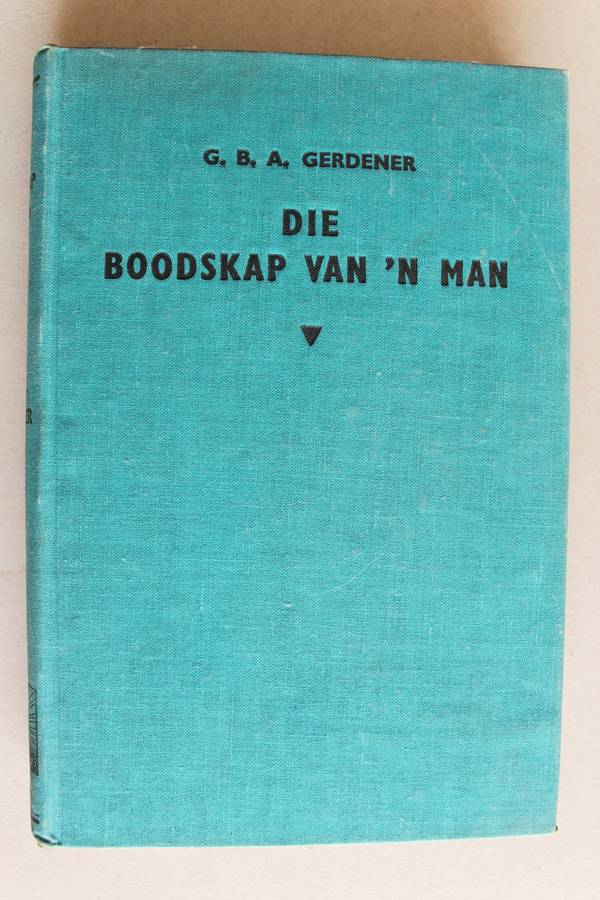 G. B. A. GERDENER
DIE
BOODSKAP VAN 'N MAN